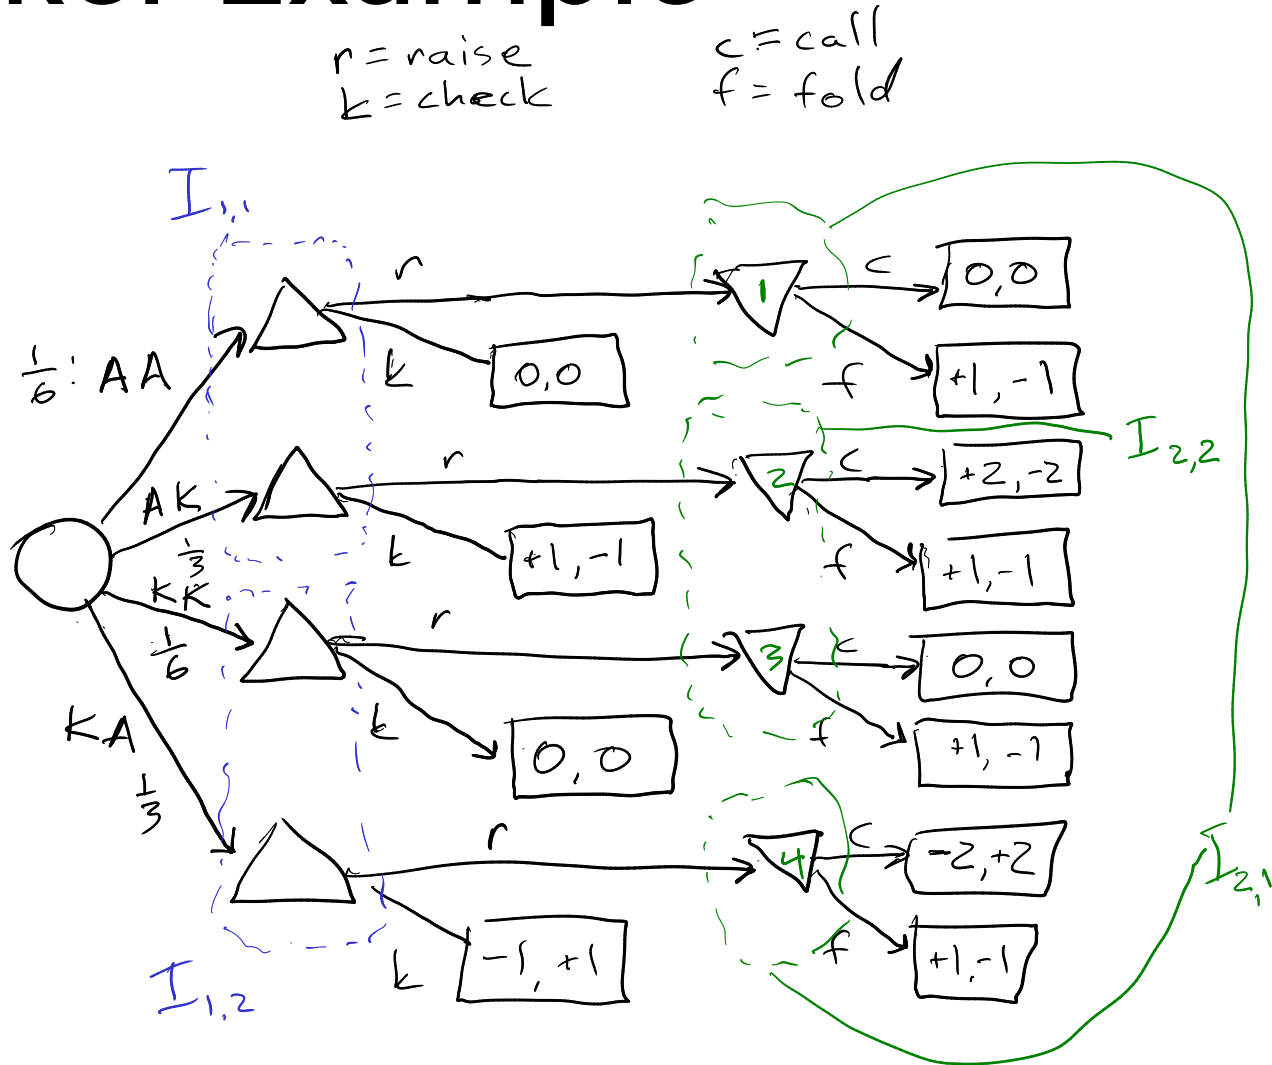 ker Example
r = raise
k = check
c = call
f = fold
I1,1
1/6: AA
r
k
0,0
1
c
0,0
f
+1, -1
AK
1/3
r
k
+1, -1
2
c
+2, -2
f
+1, -1
I2,2
KK
1/6
r
k
0, 0
3
c
0, 0
f
+1, -1
KA
1/3
r
k
-1, +1
4
c
-2, +2
f
+1, -1
I1,2
I2,1